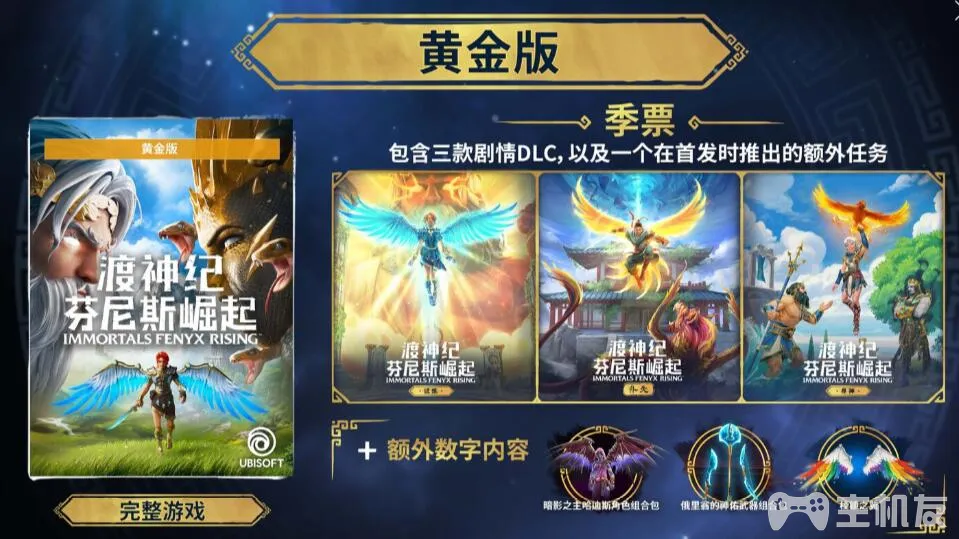 黄金版
季票
包含三款剧情DLC, 以及一个在首发时推出的额外任务
黄金版
渡神纪
芬尼斯崛起
IMMORTALS FENYX RISING
UBISOFT
完整游戏
渡神纪
芬尼斯崛起
IMMORTALS FENYX RISING
试炼
渡神纪
芬尼斯崛起
IMMORTALS FENYX RISING
渡神纪
芬尼斯崛起
IMMORTALS FENYX RISING
寻神
+ 额外数字内容
暗影之主哈迪斯角色组合包
俄里翁的神佑武器组合包
主机友